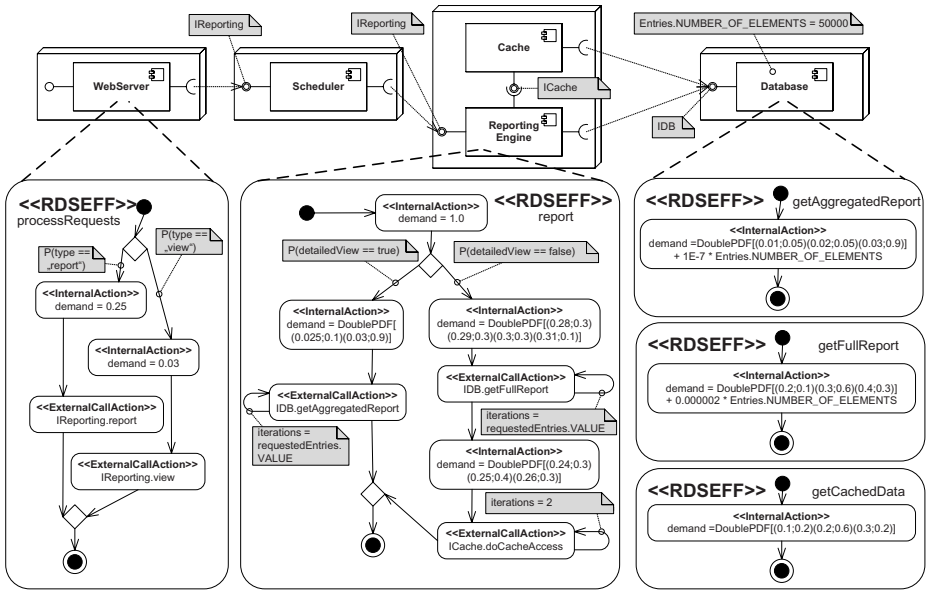 IReporting
IReporting
Entries.NUMBER_OF_ELEMENTS = 50000
Cache
WebServer
Scheduler
ICache
Database
Reporting
Engine
IDB
<<RDSEFF>>
processRequests
P(type ==
„report“)
P(type ==
„view“)
<<InternalAction>>
demand = 0.25
<<InternalAction>>
demand = 0.03
<<ExternalCallAction>>
IReporting.report
<<ExternalCallAction>>
IReporting.view
<<RDSEFF>>
report
<<InternalAction>>
demand = 1.0
P(detailedView == true)
P(detailedView == false)
<<InternalAction>>
demand = DoublePDF[
(0.025;0.1)(0.03;0.9)]
<<InternalAction>>
demand = DoublePDF[(0.28;0.3)
(0.29;0.3)(0.3;0.3)(0.31;0.1)]
<<ExternalCallAction>>
IDB.getAggregatedReport
<<ExternalCallAction>>
IDB.getFullReport
iterations =
requestedEntries.
VALUE
iterations =
requestedEntries.VALUE
<<InternalAction>>
demand = DoublePDF[(0.24;0.3)
(0.25;0.4)(0.26;0.3)]
iterations = 2
<<ExternalCallAction>>
ICache.doCacheAccess
<<RDSEFF>>
getAggregatedReport
<<InternalAction>>
demand =DoublePDF[(0.01;0.05)(0.02;0.05)(0.03;0.9)]
+ 1E-7 * Entries.NUMBER_OF_ELEMENTS
<<RDSEFF>>
getFullReport
<<InternalAction>>
demand = DoublePDF[(0.2;0.1)(0.3;0.6)(0.4;0.3)]
+ 0.000002 * Entries.NUMBER_OF_ELEMENTS
<<RDSEFF>>
getCachedData
<<InternalAction>>
demand =DoublePDF[(0.1;0.2)(0.2;0.6)(0.3;0.2)]